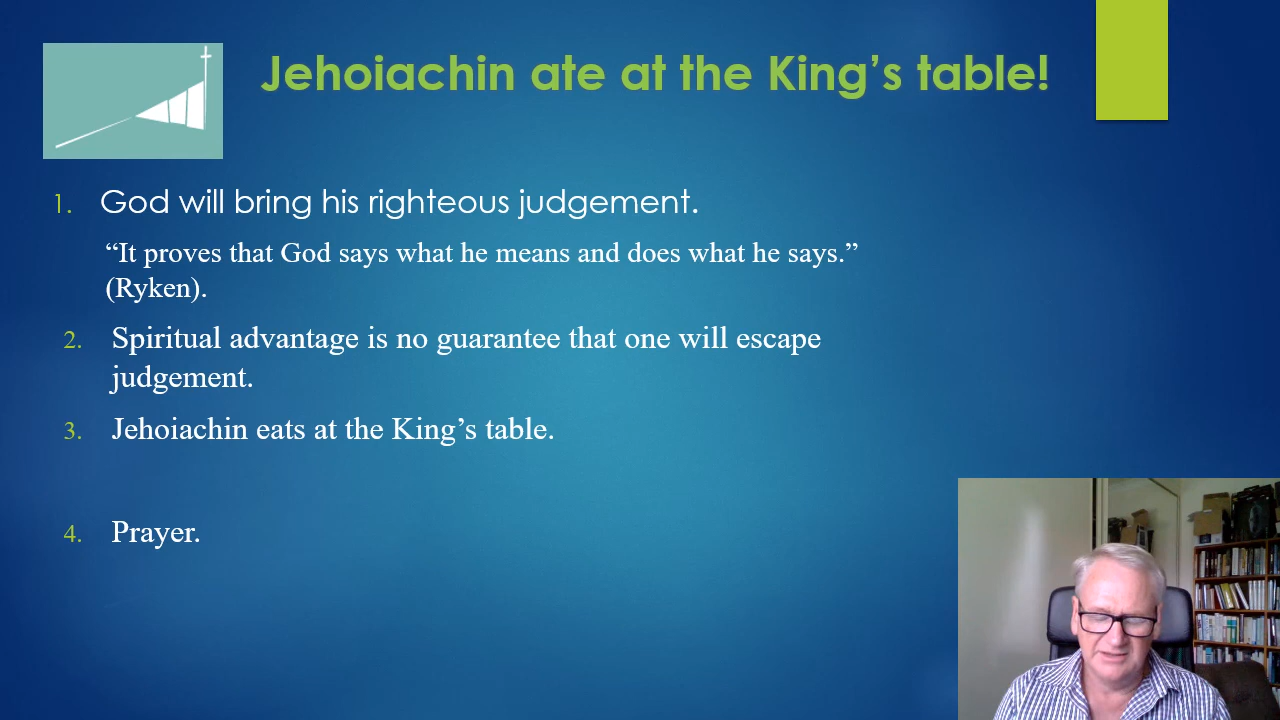 Jehoiachin ate at the King’s table!
1. God will bring his righteous judgement.
“It proves that God says what he means and does what he says.”
(Ryken).
2. Spiritual advantage is no guarantee that one will escape
judgement.
3. Jehoiachin eats at the King’s table.
4. Prayer.